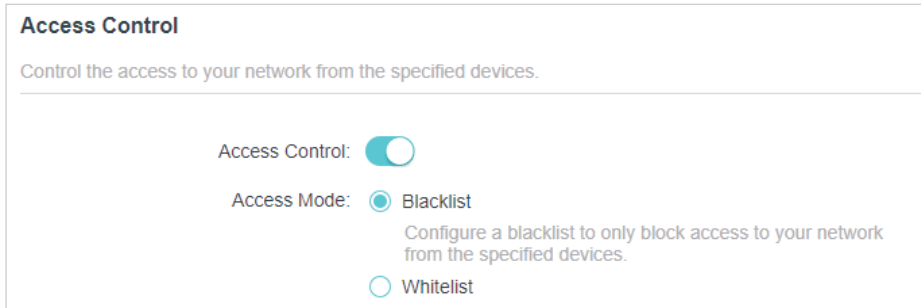 Access Control
Control the access to your network from the specified devices.
Access Control:
Access Mode: Blacklist
Configure a blacklist to only block access to your network
from the specified devices.
Whitelist